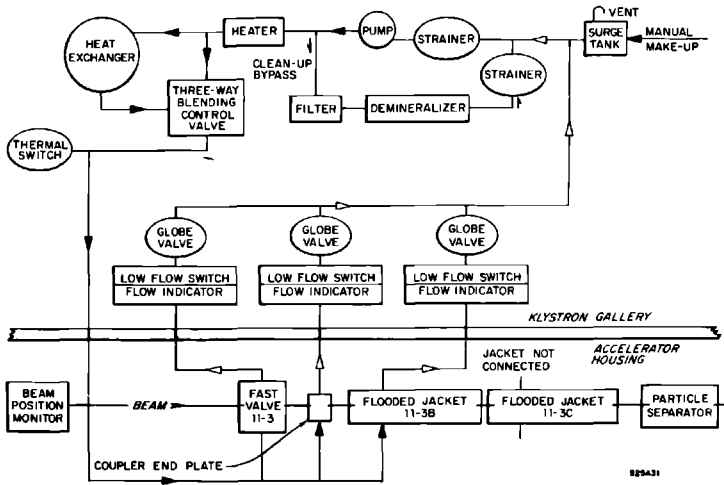 VENT
HEAT
EXCHANGER
HEATER
PUMP
STRAINER
SURGE
TANK
MANUAL
MAKE-UP
CLEAN-UP
BYPASS
STRAINER
THREE-WAY
BLENDING
CONTROL
VALVE
FILTER
DEMINERALIZER
THERMAL
SWITCH
GLOBE
VALVE
GLOBE
VALVE
GLOBE
VALVE
LOW FLOW SWITCH
FLOW INDICATOR
LOW FLOW SWITCH
FLOW INDICATOR
LOW FLOW SWITCH
FLOW INDICATOR
KLYSTRON GALLERY
ACCELERATOR
HOUSING
JACKET NOT
CONNECTED
BEAM
POSITION
MONITOR
BEAM
FAST
VALVE
11-3
FLOODED JACKET
11-3B
FLOODED JACKET
11-3C
PARTICLE
SEPARATOR
COUPLER END PLATE
925A31